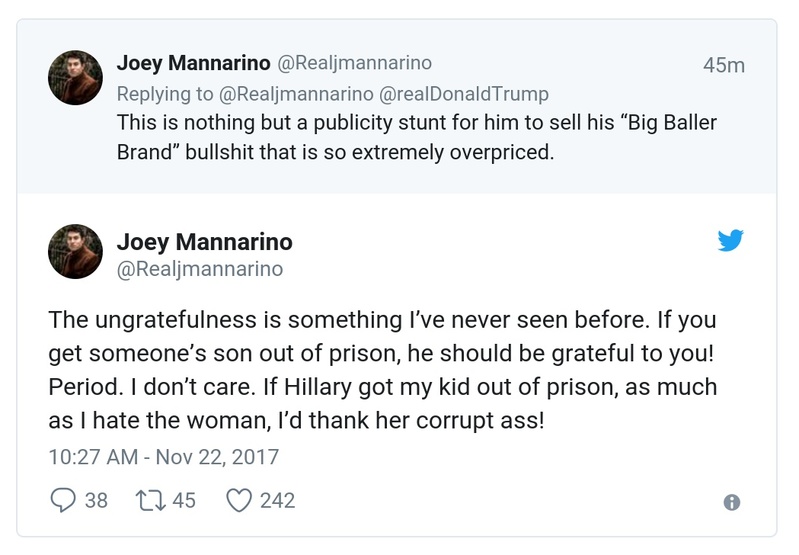 Joey Mannarino @Realjmannarino 45m
Replying to @Realjmannarino @realDonaldTrump
This is nothing but a publicity stunt for him to sell his “Big Baller
Brand” bullshit that is so extremely overpriced.
Joey Mannarino
@Realjmannarino
The ungratefulness is something I’ve never seen before. If you
get someone’s son out of prison, he should be grateful to you!
Period. I don’t care. If Hillary got my kid out of prison, as much
as I hate the woman, I’d thank her corrupt ass!
10:27 AM - Nov 22, 2017
38 45 242